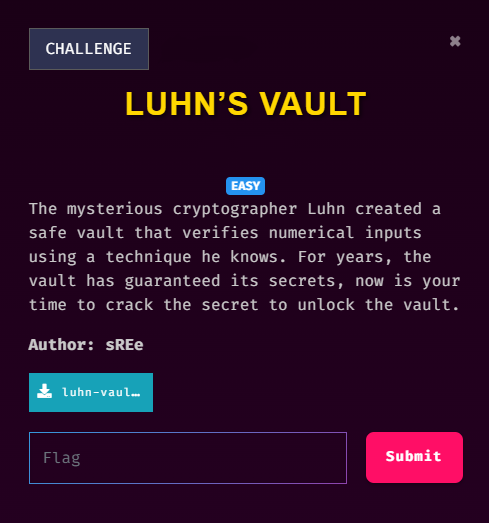 CHALLENGE
✖
LUHN'S VAULT
EASY
The mysterious cryptographer Luhn created a
safe vault that verifies numerical inputs
using a technique he knows. For years, the
vault has guaranteed its secrets, now is your
time to crack the secret to unlock the vault.
Author: sREe
luhn-vaul…
Flag
Submit